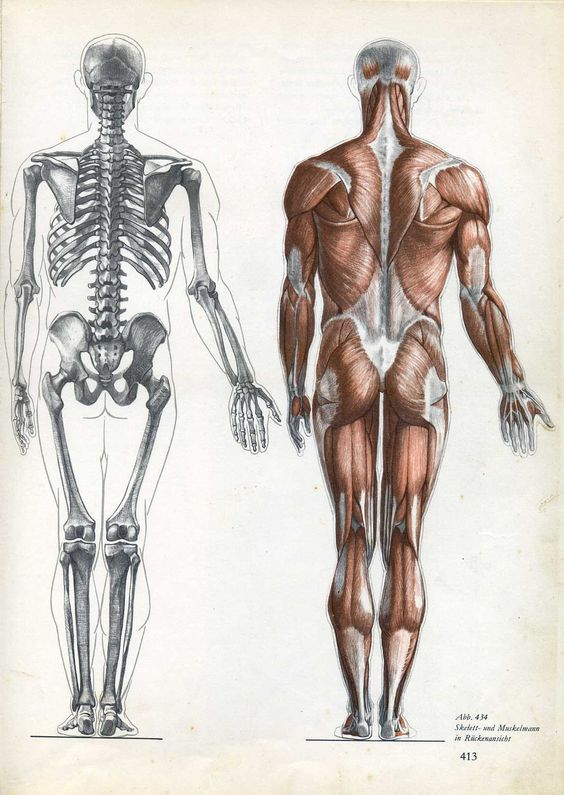 Abb. 434
Skelett- und Muskelmann
in Rückenansicht
413